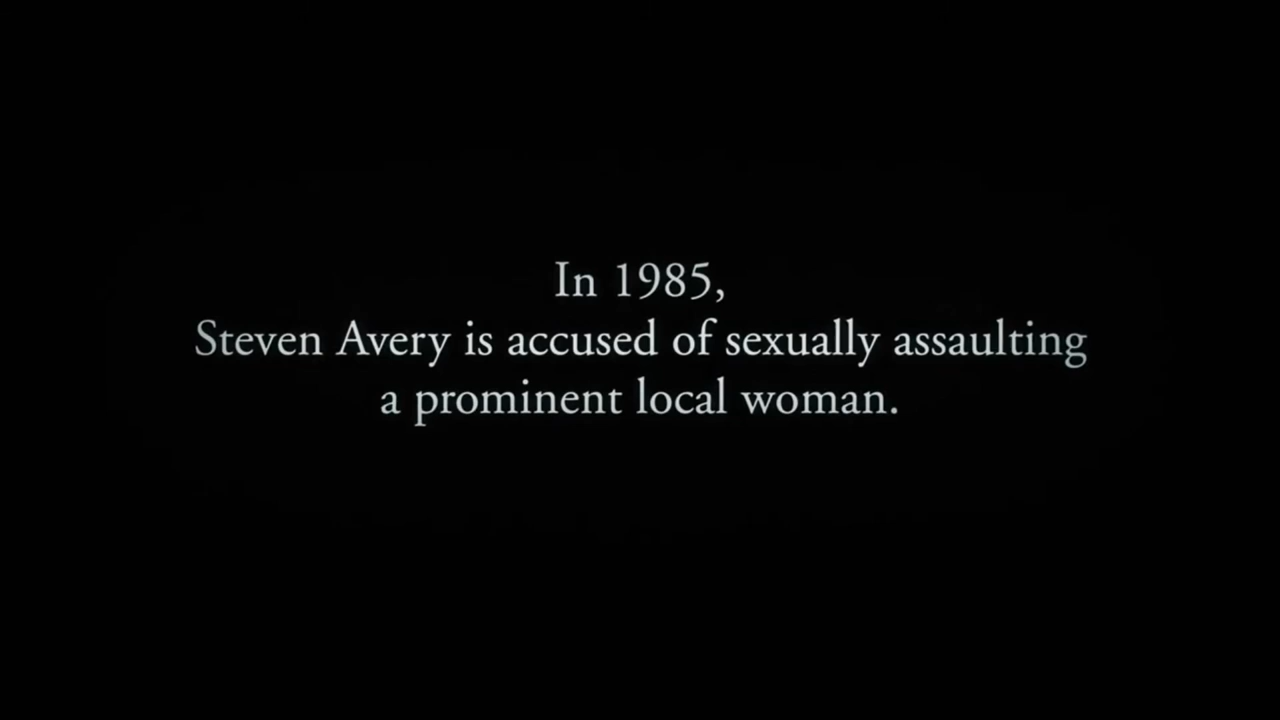 In 1985,
Steven Avery is accused of sexually assaulting
a prominent local woman.